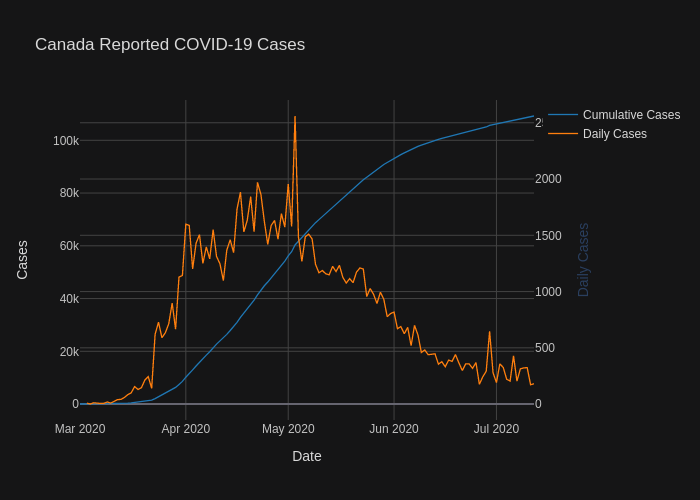 Canada Reported COVID-19 Cases
Cumulative Cases
Daily Cases
100k
80k
60k
40k
20k
0
2000
1500
1000
500
0
Cases
Daily Cases
Mar 2020
Apr 2020
May 2020
Jun 2020
Jul 2020
Date